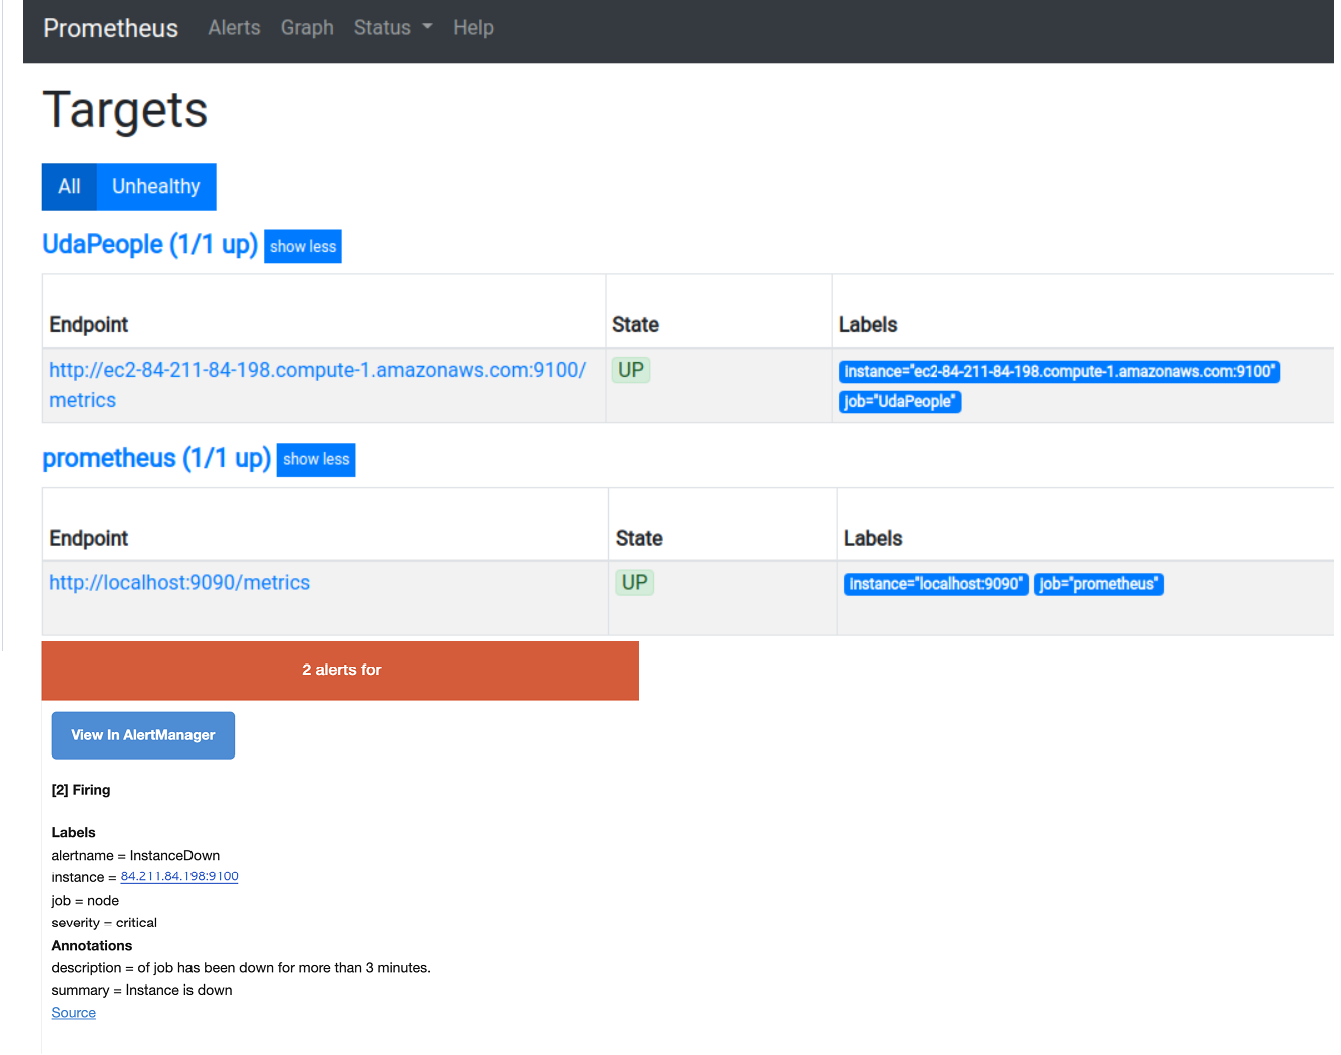 Prometheus Alerts Graph Status Help
Targets
All Unhealthy
UdaPeople (1/1 up) show less
Endpoint State Labels
http://ec2-84-211-84-198.compute-1.amazonaws.com:9100/ UP instance="ec2-84-211-84-198.compute-1.amazonaws.com:9100"
metrics job="UdaPeople"
prometheus (1/1 up) show less
Endpoint State Labels
http://localhost:9090/metrics UP instance="localhost:9090" job="prometheus"
2 alerts for
View In AlertManager
[2] Firing
Labels
alertname = InstanceDown
instance = 84.211.84.198:9100
job = node
severity = critical
Annotations
description = of job has been down for more than 3 minutes.
summary = Instance is down
Source